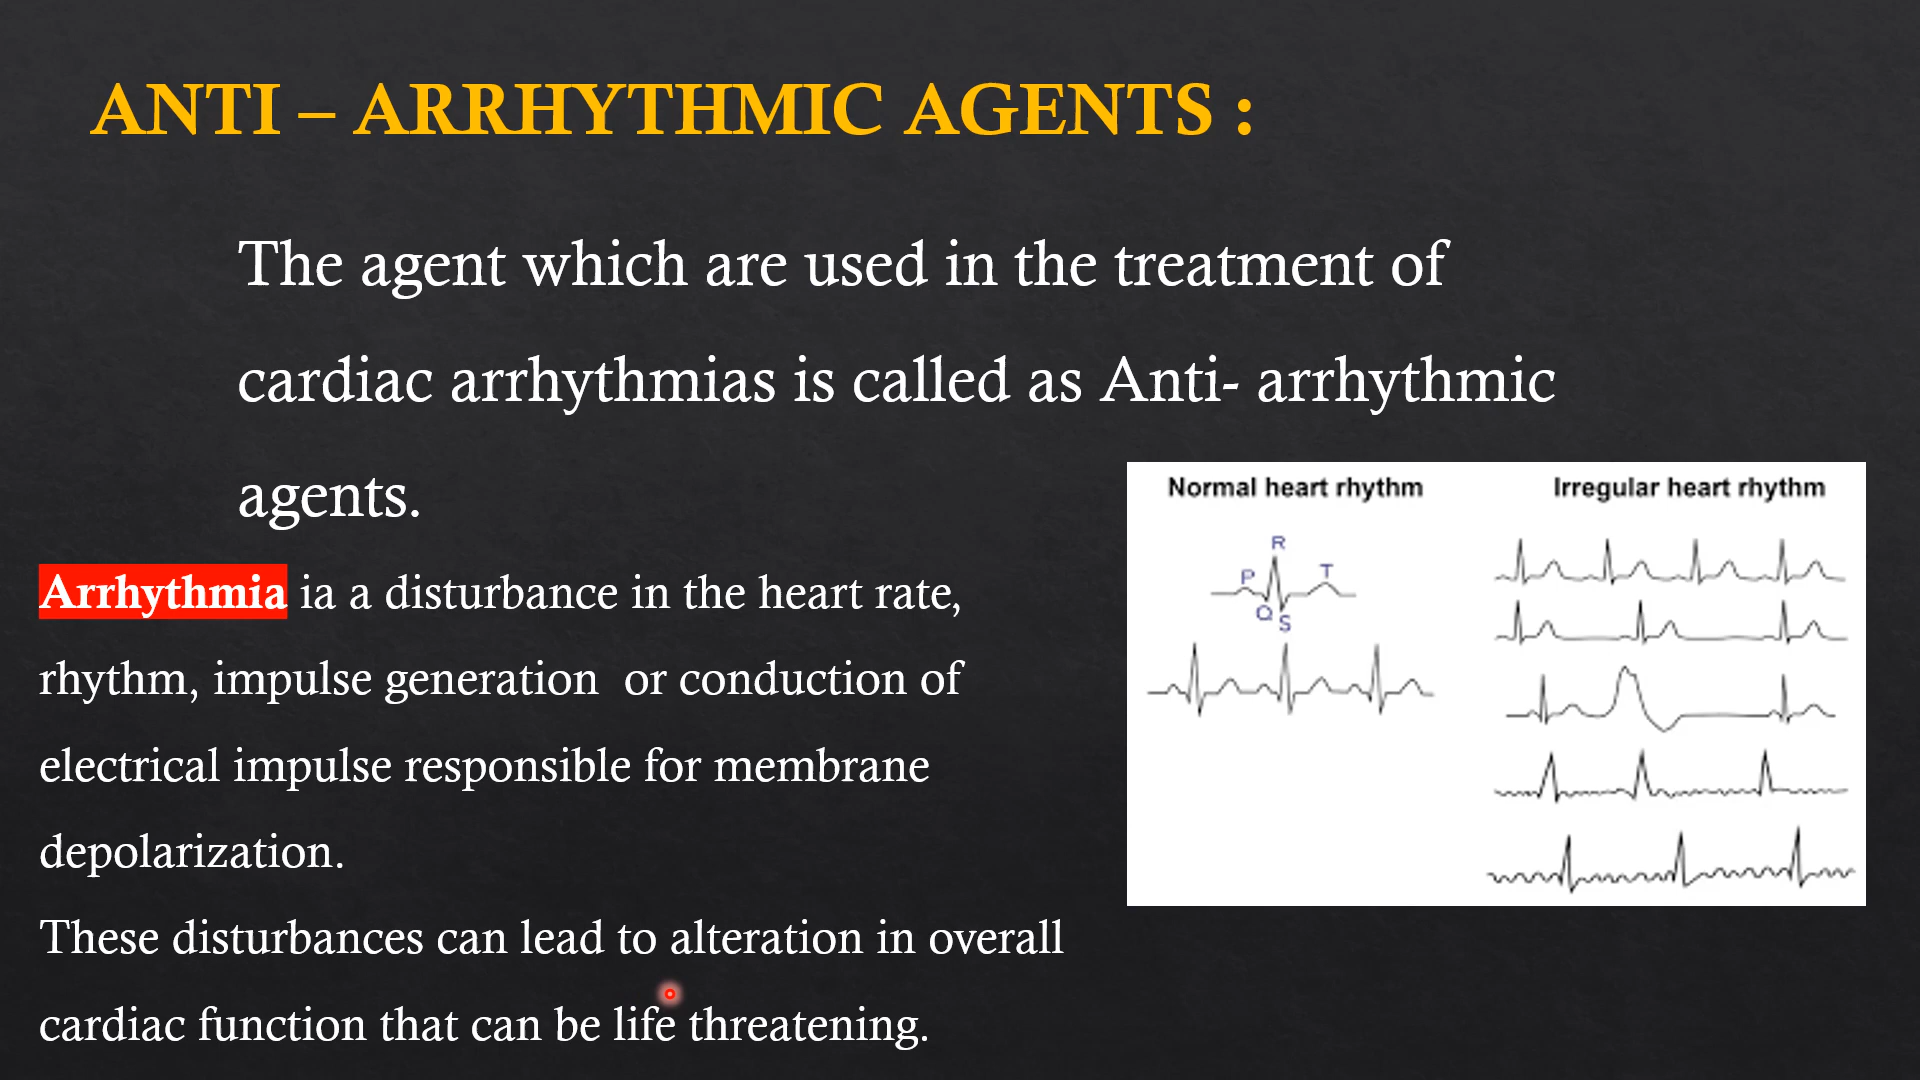 ANTI – ARRHYTHMIC AGENTS :
The agent which are used in the treatment of
cardiac arrhythmias is called as Anti- arrhythmic
agents.
Arrhythmia ia a disturbance in the heart rate,
rhythm, impulse generation  or conduction of
electrical impulse responsible for membrane
depolarization.
These disturbances can lead to alteration in overall
cardiac function that can be life threatening.
Normal heart rhythm
R
P
T
Q
S
Irregular heart rhythm